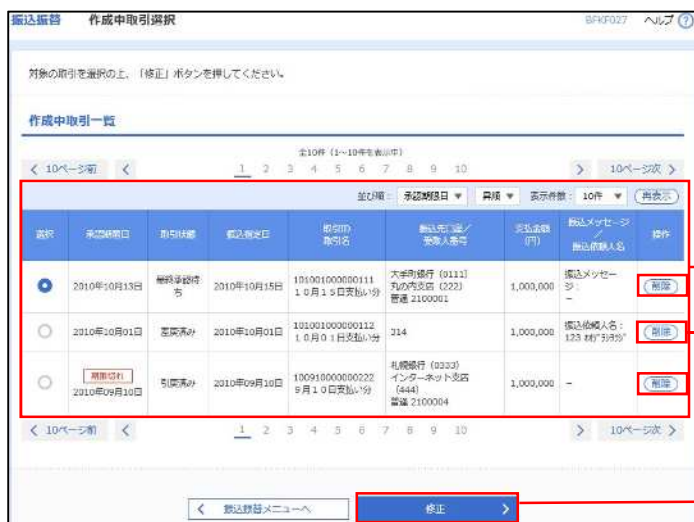 振込振替 作成中取引選択 BFKF027 ヘルプ ?
対象の取引を選択の上、「修正」ボタンを押してください。
作成中取引一覧
全10件（1～10件を表示中）
< 10ページ前 < 1 2 3 4 5 6 7 8 9 10 > 10ページ次 >
並び順： 承認期限日 ▼ 昇順 ▼ 表示件数： 10件 ▼ 再表示
選択 承認期限日 取引状態 振込指定日 取引ID 取引名 振込先口座／受取人番号 支払金額(円) 振込メッセージ／振込依頼人名 操作
2010年10月13日 最終承認待ち 2010年10月15日 101001000000111 １０月１５日支払い分 大手町銀行（0111） 丸の内支店（222） 普通 2100001 1,000,000 振込メッセージ： － 削除
2010年10月01日 差戻済み 2010年10月01日 101001000000112 １０月０１日支払い分 314 1,000,000 振込依頼人名： 123 削除
期限切れ 2010年09月10日 引戻済み 2010年09月10日 100910000000222 ９月１０日支払い分 札幌銀行（0333） インターネット支店（444） 普通 2100004 1,000,000 － 削除
< 10ページ前 < 1 2 3 4 5 6 7 8 9 10 > 10ページ次 >
< 振込振替メニューへ 修正 >